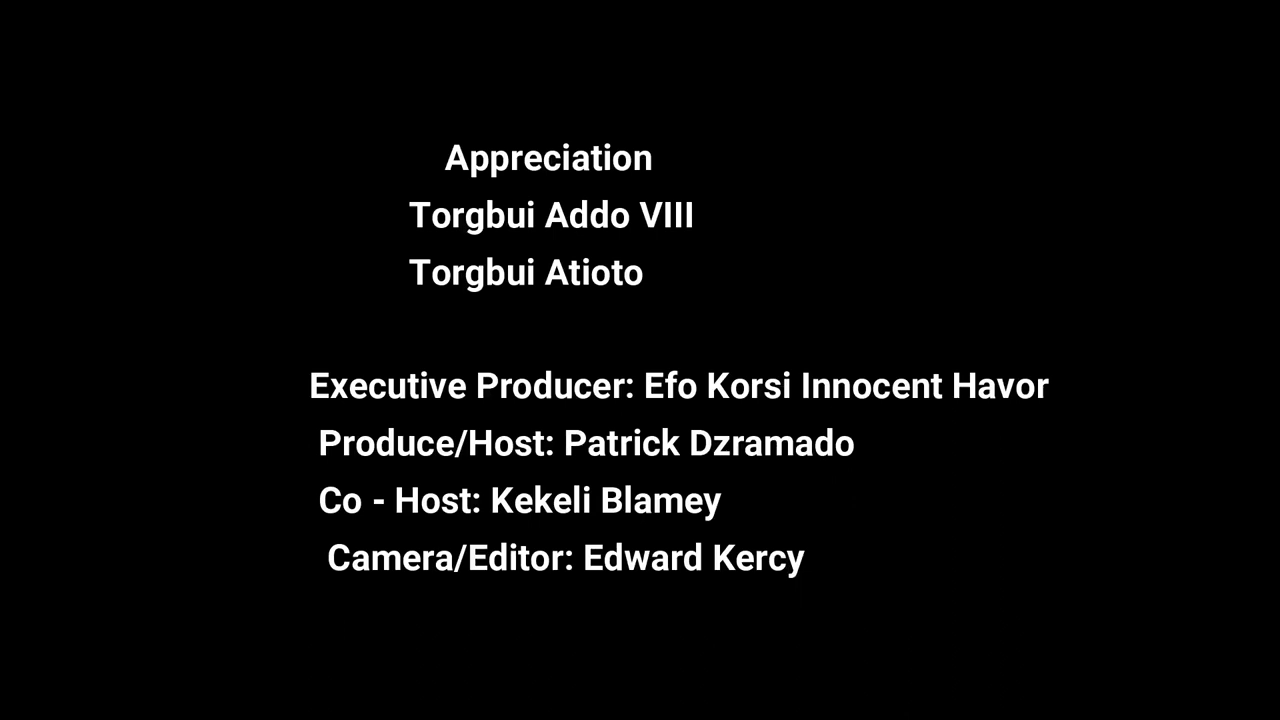 Appreciation
Torgbui Addo VIII
Torgbui Atioto
Executive Producer: Efo Korsi Innocent Havor
Produce/Host: Patrick Dzramado
Co - Host: Kekeli Blamey
Camera/Editor: Edward Kercy